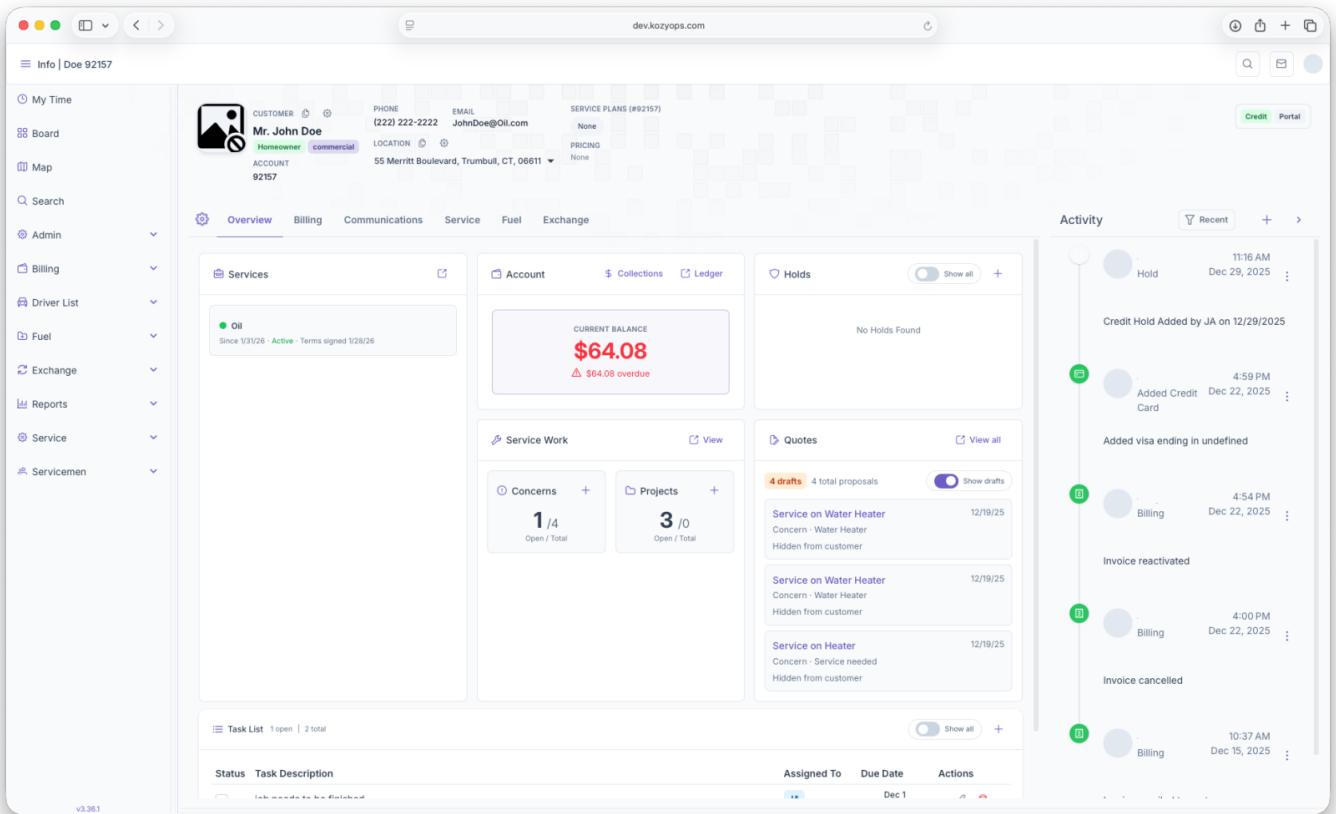 dev.kozyops.com
Info | Doe 92157
My Time
Board
Map
Search
Admin
Billing
Driver List
Fuel
Exchange
Reports
Service
Servicemen
v3.36.1
CUSTOMER
Mr. John Doe
Homeowner commercial
ACCOUNT
92157
PHONE
(222) 222-2222
EMAIL
JohnDoe@Oil.com
LOCATION
55 Merritt Boulevard, Trumbull, CT, 06611
SERVICE PLANS (#92157)
None
PRICING
None
Credit Portal
Overview Billing Communications Service Fuel Exchange
Services
Oil
Since 1/31/26 · Active · Terms signed 1/28/26
Account Collections Ledger
CURRENT BALANCE
$64.08
$64.08 overdue
Holds Show all
No Holds Found
Service Work View
Concerns
1 /4
Open / Total
Projects
3 /0
Open / Total
Quotes View all
4 drafts 4 total proposals Show drafts
Service on Water Heater 12/19/25
Concern · Water Heater
Hidden from customer
Service on Water Heater 12/19/25
Concern · Water Heater
Hidden from customer
Service on Heater 12/19/25
Concern · Service needed
Hidden from customer
Task List 1 open | 2 total Show all
Status Task Description Assigned To Due Date Actions
job needs to be finished Dec 1
Activity Recent
11:16 AM
Hold Dec 29, 2025
Credit Hold Added by JA on 12/29/2025
4:59 PM
Added Credit Card Dec 22, 2025
Added visa ending in undefined
4:54 PM
Billing Dec 22, 2025
Invoice reactivated
4:00 PM
Billing Dec 22, 2025
Invoice cancelled
10:37 AM
Billing Dec 15, 2025